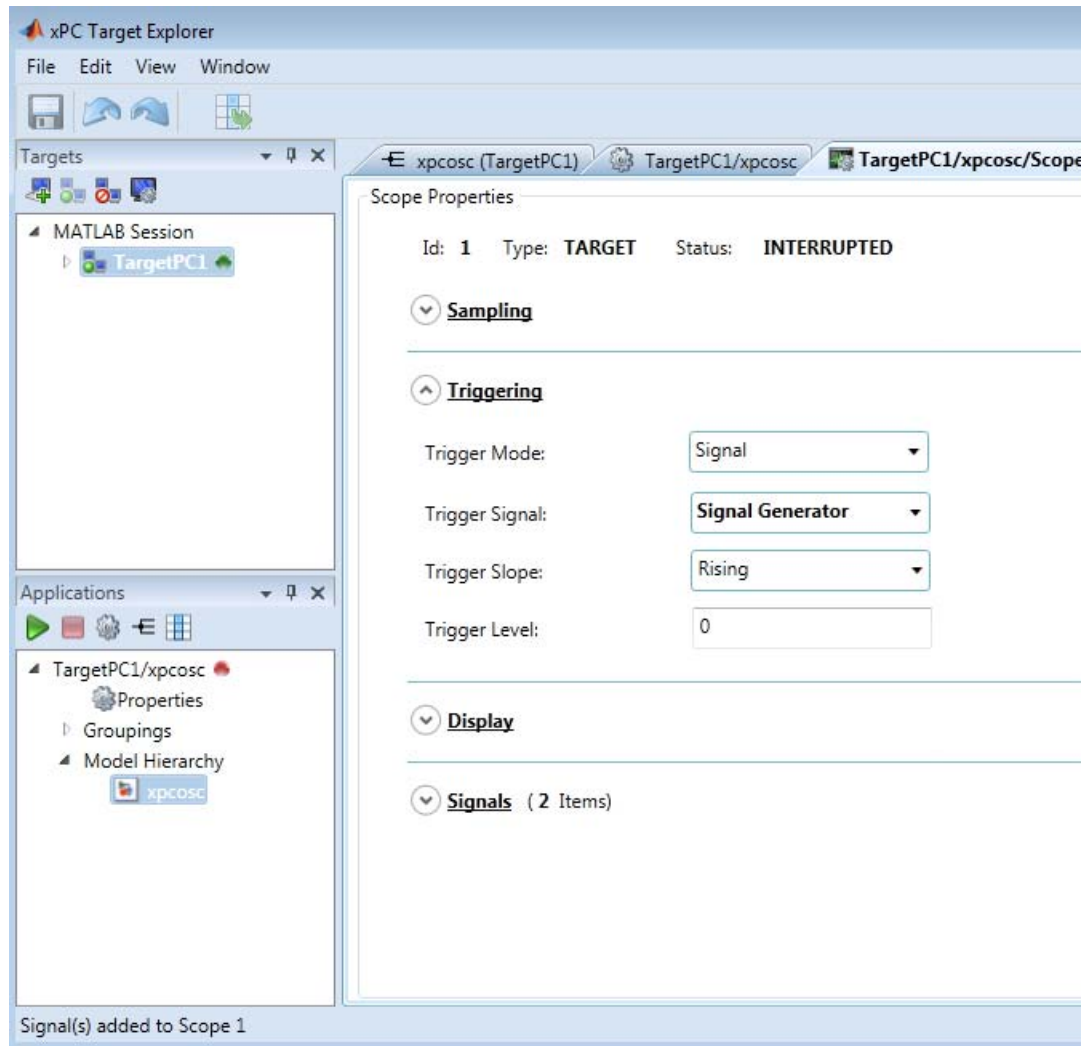 xPC Target Explorer
File Edit View Window
Targets
MATLAB Session
TargetPC1
Applications
TargetPC1/xpcosc
Properties
Groupings
Model Hierarchy
xpcosc
xpcosc (TargetPC1) TargetPC1/xpcosc TargetPC1/xpcosc/Scope
Scope Properties
Id: 1 Type: TARGET Status: INTERRUPTED
Sampling
Triggering
Trigger Mode: Signal
Trigger Signal: Signal Generator
Trigger Slope: Rising
Trigger Level: 0
Display
Signals ( 2 Items)
Signal(s) added to Scope 1